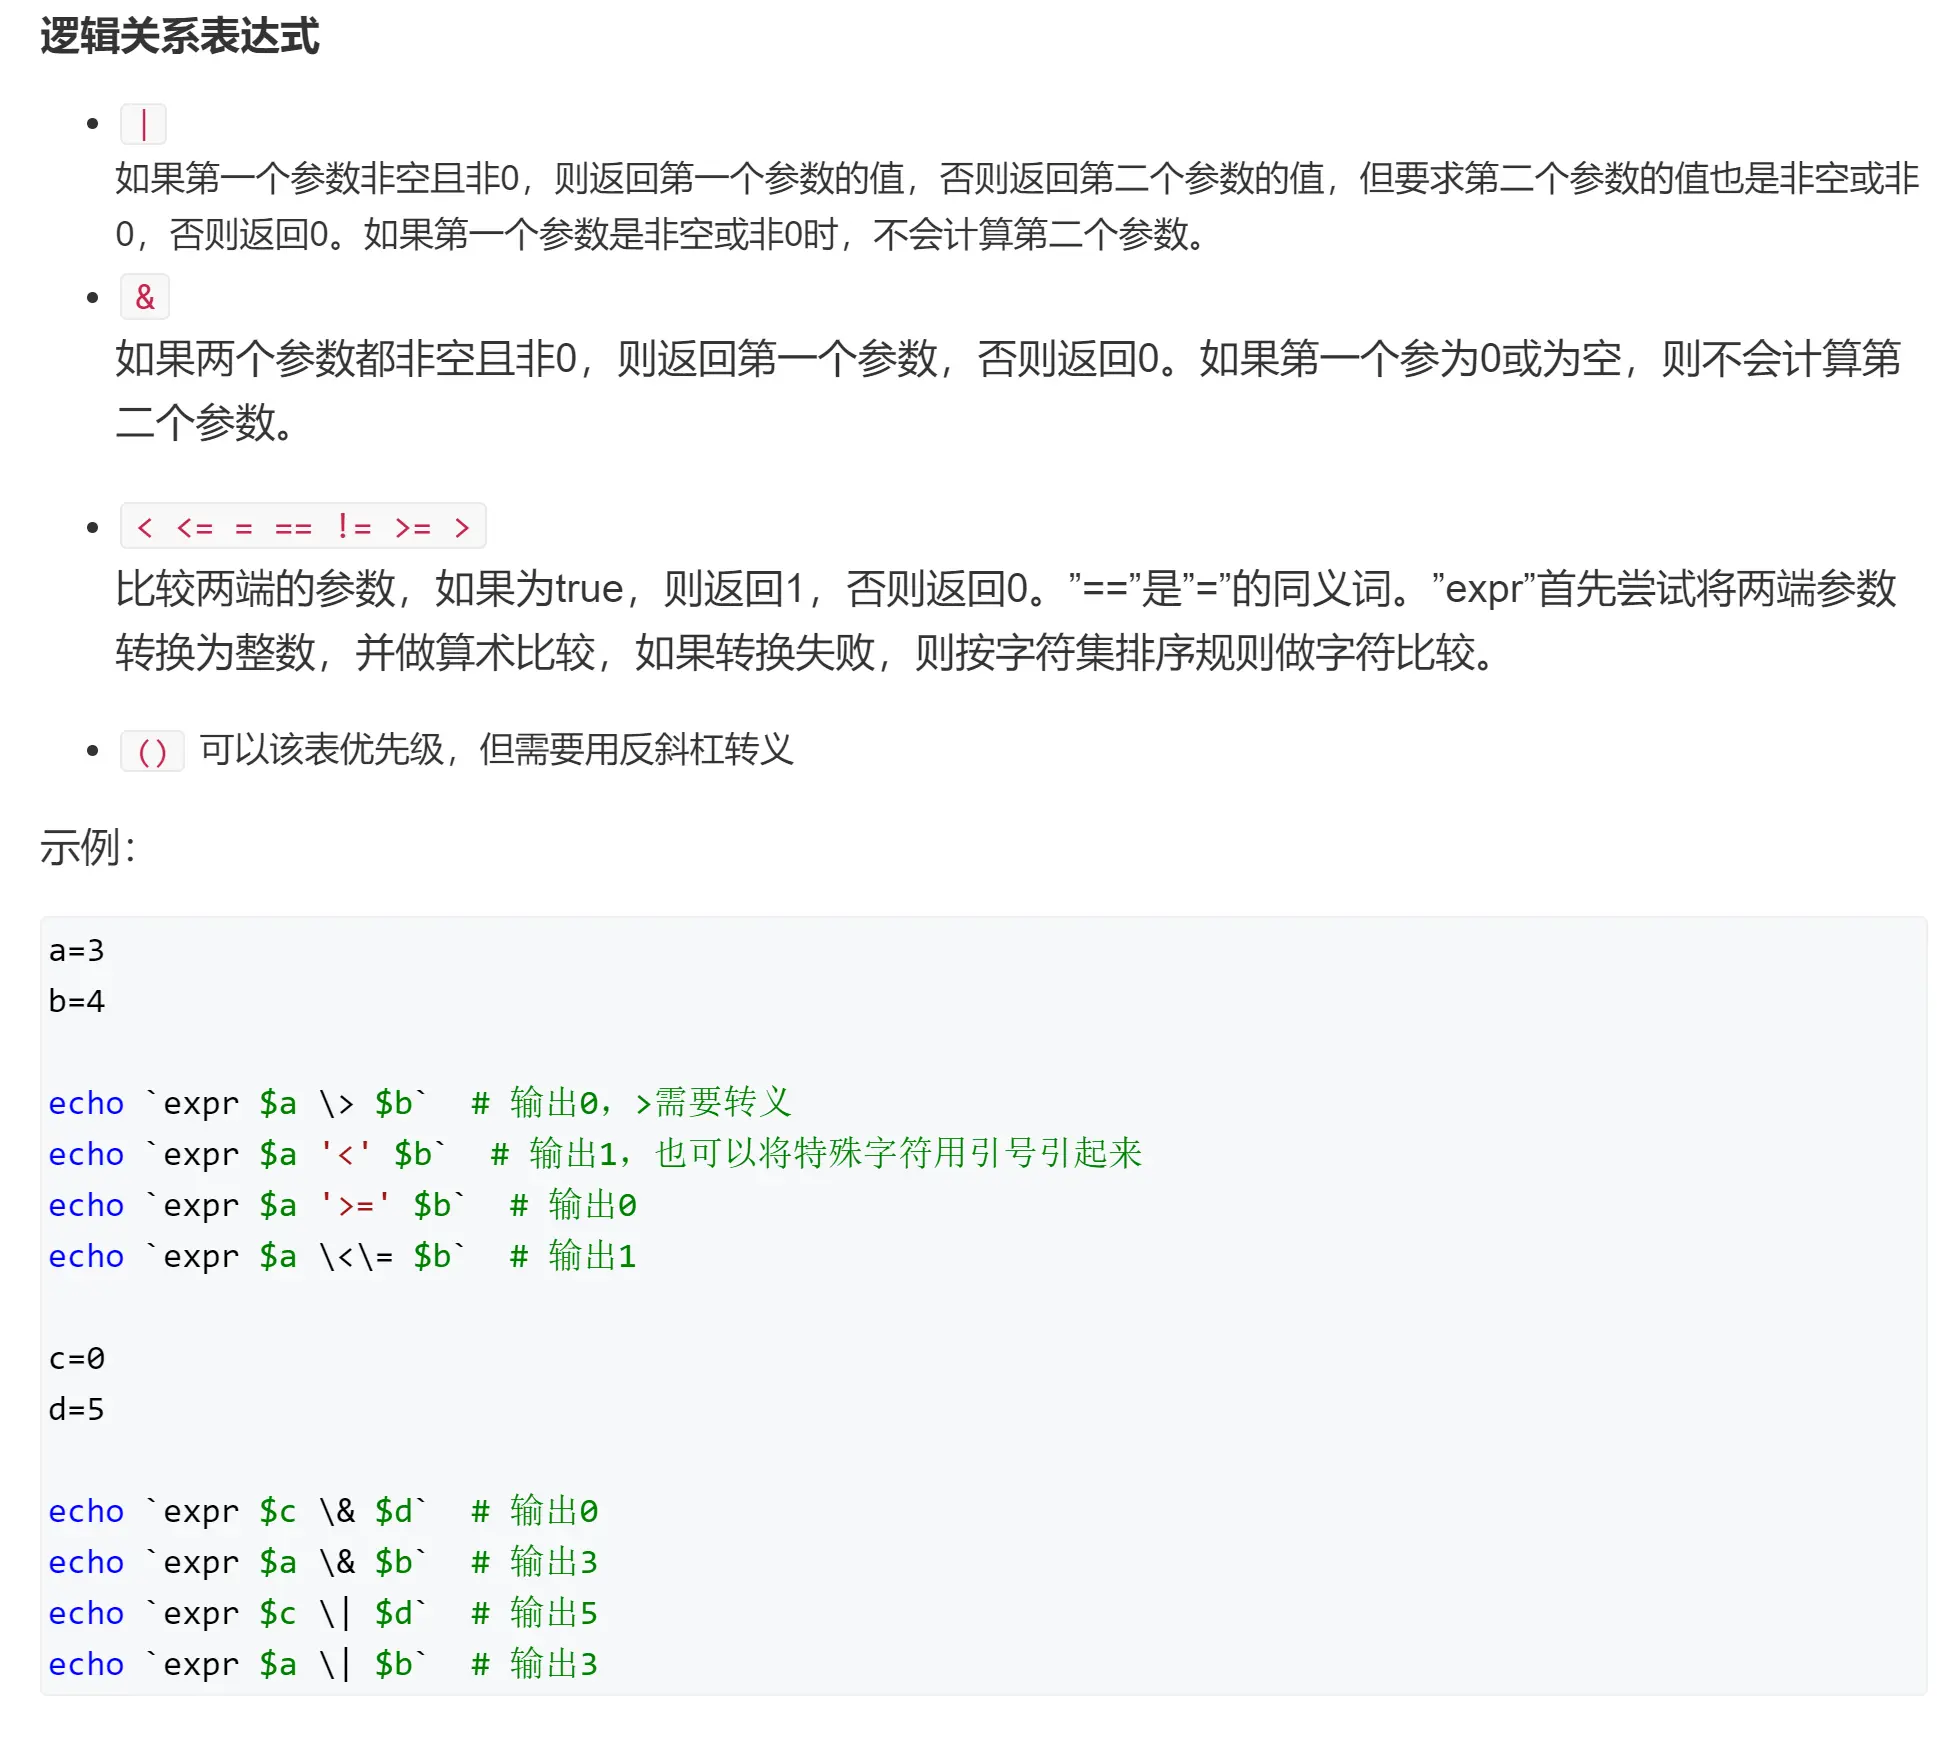 逻辑关系表达式
|
如果第一个参数非空且非0，则返回第一个参数的值，否则返回第二个参数的值，但要求第二个参数的值也是非空或非
0，否则返回0。如果第一个参数是非空或非0时，不会计算第二个参数。
&
如果两个参数都非空且非0，则返回第一个参数，否则返回0。如果第一个参为0或为空，则不会计算第
二个参数。
< <= = == != >= >
比较两端的参数，如果为true，则返回1，否则返回0。”==”是”=”的同义词。”expr”首先尝试将两端参数
转换为整数，并做算术比较，如果转换失败，则按字符集排序规则做字符比较。
() 可以该表优先级，但需要用反斜杠转义
示例：
a=3
b=4
echo `expr $a \> $b`  # 输出0，>需要转义
echo `expr $a '<' $b`  # 输出1，也可以将特殊字符用引号引起来
echo `expr $a '>=' $b`  # 输出0
echo `expr $a \<\= $b`  # 输出1
c=0
d=5
echo `expr $c \& $d`  # 输出0
echo `expr $a \& $b`  # 输出3
echo `expr $c \| $d`  # 输出5
echo `expr $a \| $b`  # 输出3